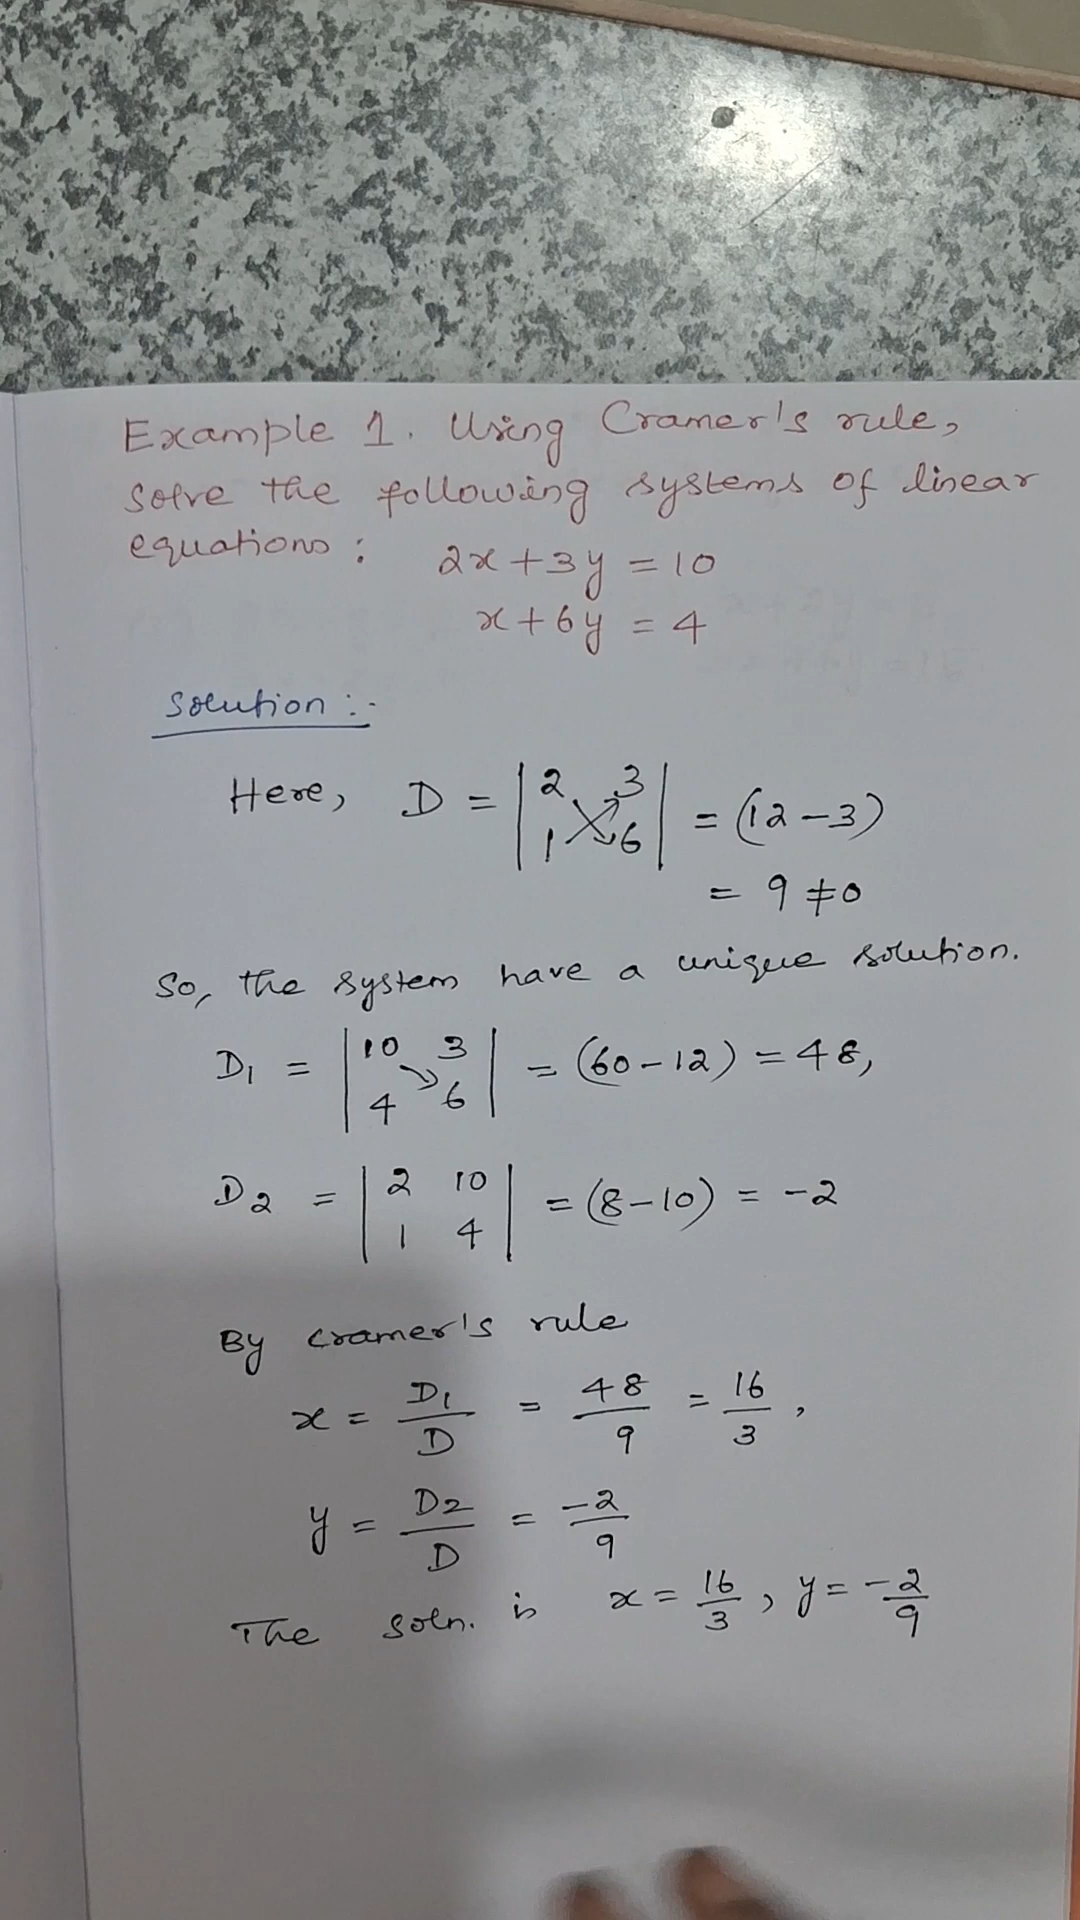 Example 1. Using Cramer's rule,
solve the following systems of linear
equations : 2x+3y = 10
x+6y = 4
Solution :-
Here, D = |2 3| = (12-3)
|1 6|
= 9 ≠ 0
So, the system have a unique solution.
D1 = |10 3| = (60-12) = 48,
|4 6|
D2 = |2 10| = (8-10) = -2
|1 4|
By cramer's rule
x = D1/D = 48/9 = 16/3,
y = D2/D = -2/9
The soln. is x = 16/3, y = -2/9